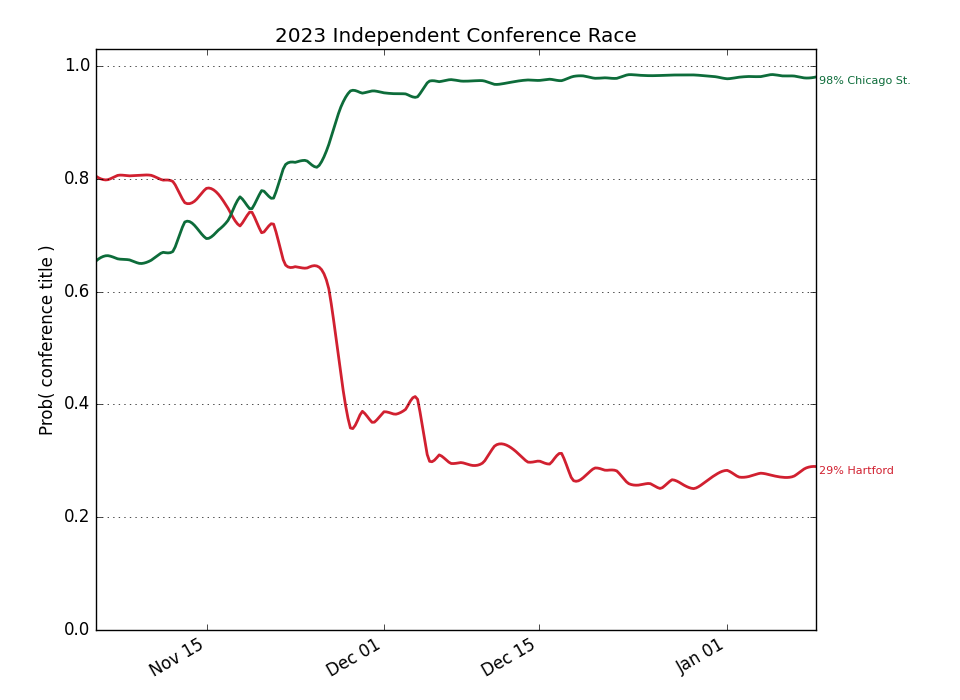 2023 Independent Conference Race
1.0
98% Chicago St.
0.8
Prob( conference title )
0.6
0.4
29% Hartford
0.2
0.0
Nov 15
Dec 01
Dec 15
Jan 01